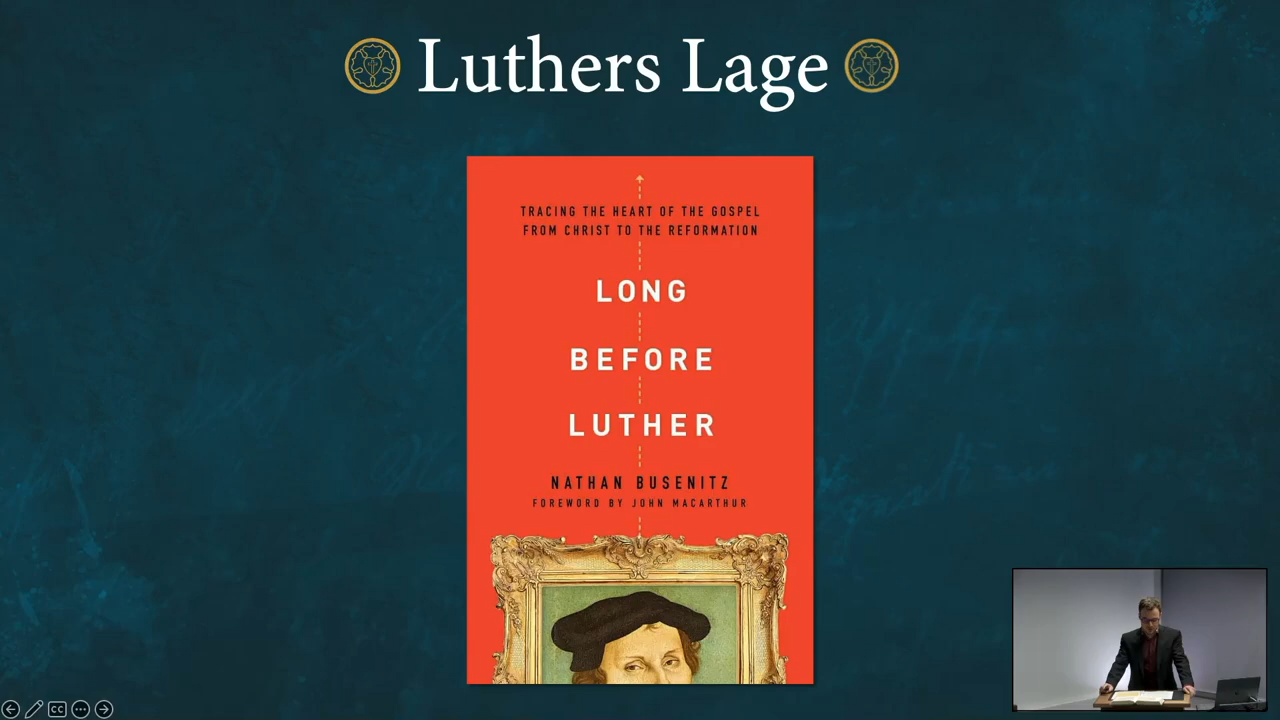 Luthers Lage
TRACING THE HEART OF THE GOSPEL
FROM CHRIST TO THE REFORMATION
LONG
BEFORE
LUTHER
NATHAN BUSENITZ
FOREWORD BY JOHN MACARTHUR
CC